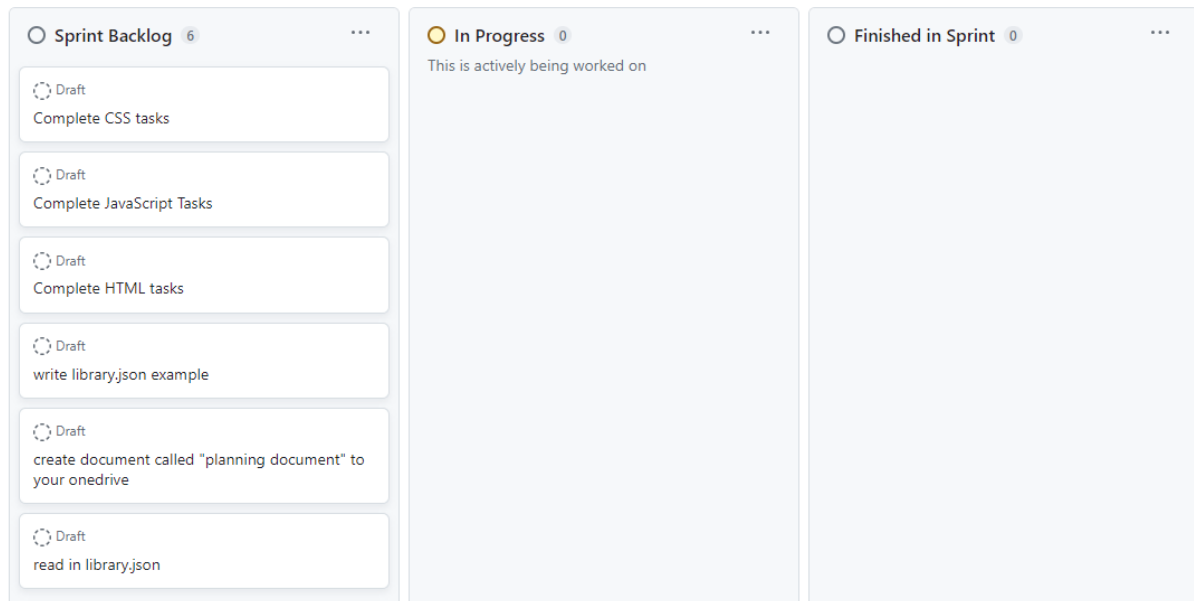 Sprint Backlog 6 ...
Draft
Complete CSS tasks
Draft
Complete JavaScript Tasks
Draft
Complete HTML tasks
Draft
write library.json example
Draft
create document called "planning document" to
your onedrive
Draft
read in library.json
In Progress 0 ...
This is actively being worked on
Finished in Sprint 0 ...